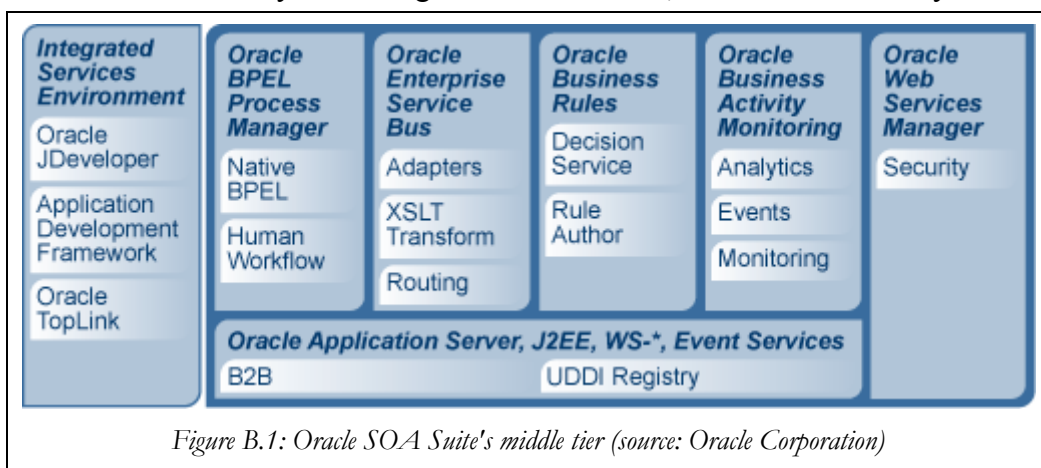 Integrated
Services
Environment
Oracle
JDeveloper
Application
Development
Framework
Oracle
TopLink
Oracle
BPEL
Process
Manager
Native
BPEL
Human
Workflow
Oracle
Enterprise
Service
Bus
Adapters
XSLT
Transform
Routing
Oracle
Business
Rules
Decision
Service
Rule
Author
Oracle
Business
Activity
Monitoring
Analytics
Events
Monitoring
Oracle
Web
Services
Manager
Security
Oracle Application Server, J2EE, WS-*, Event Services
B2B
UDDI Registry
Figure B.1: Oracle SOA Suite's middle tier (source: Oracle Corporation)